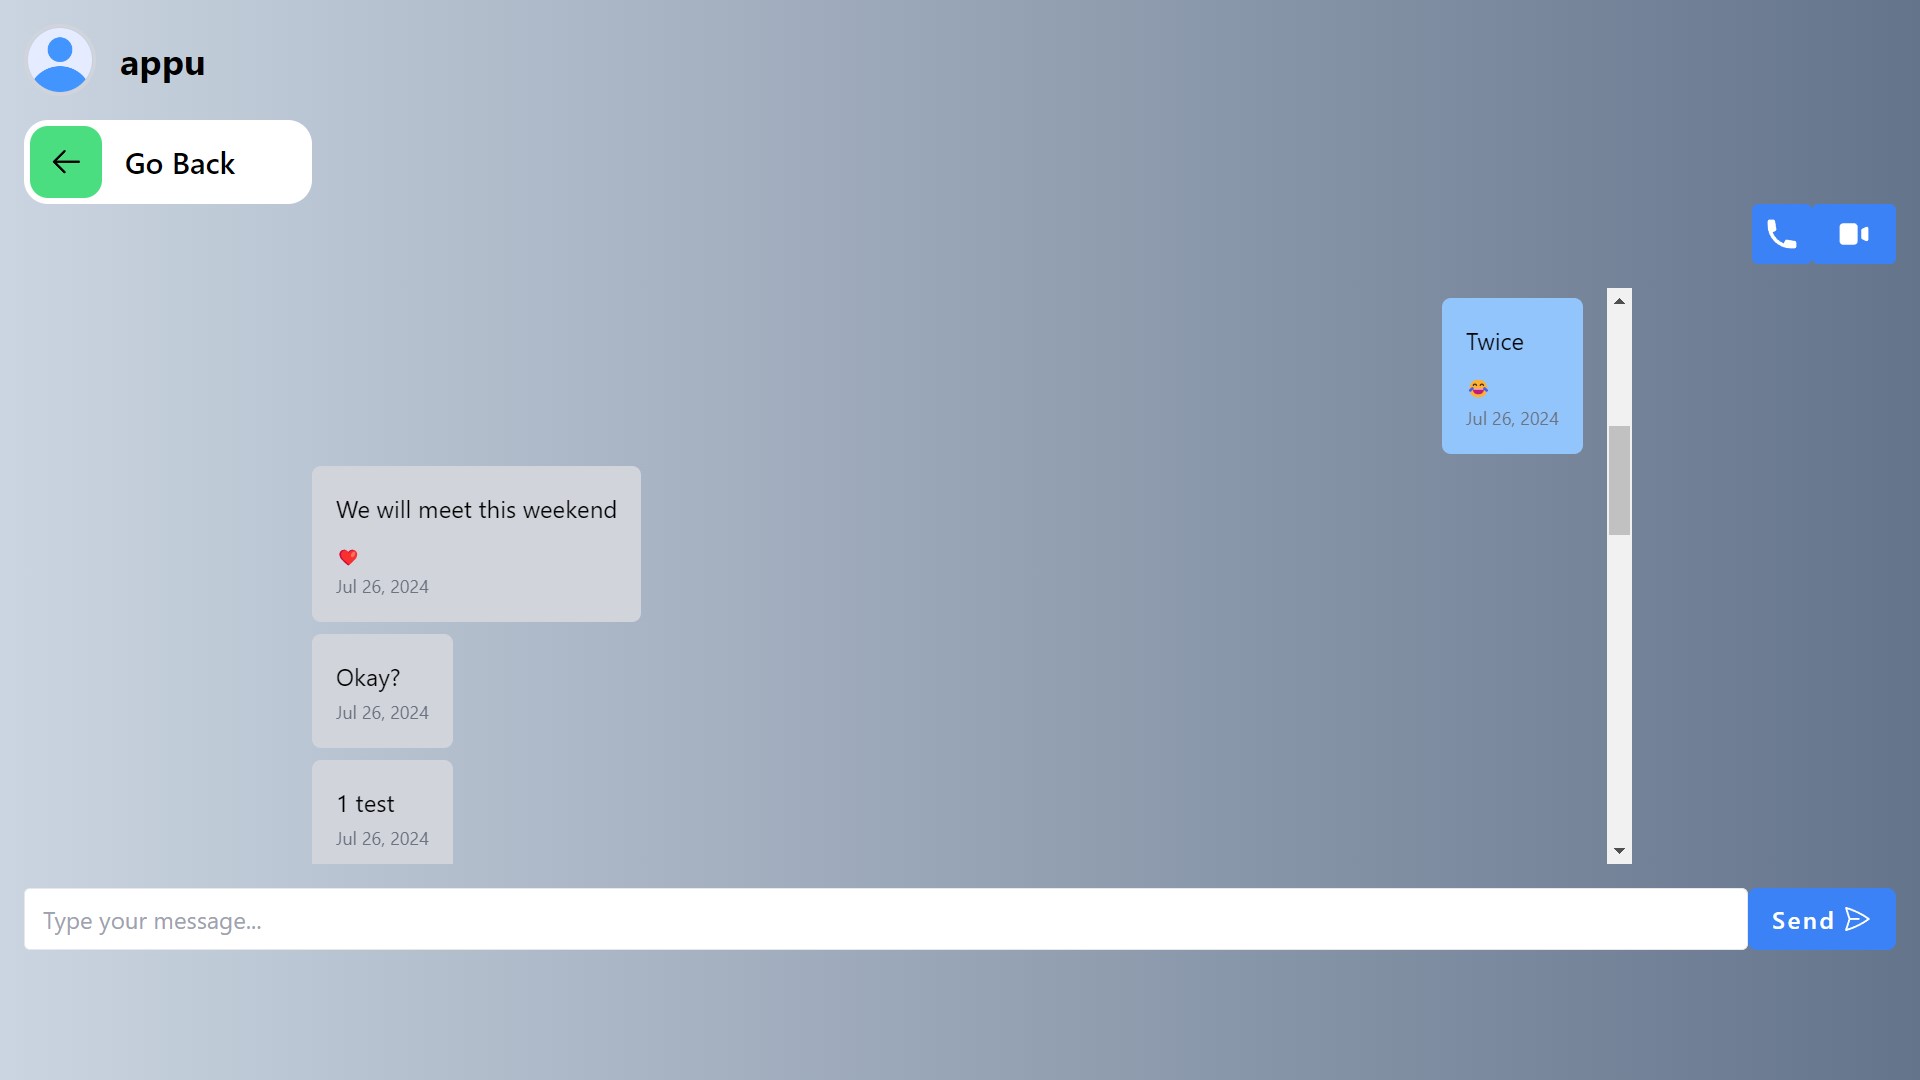 appu
Go Back
Twice
😂
Jul 26, 2024
We will meet this weekend
❤️
Jul 26, 2024
Okay?
Jul 26, 2024
1 test
Jul 26, 2024
Type your message...
Send